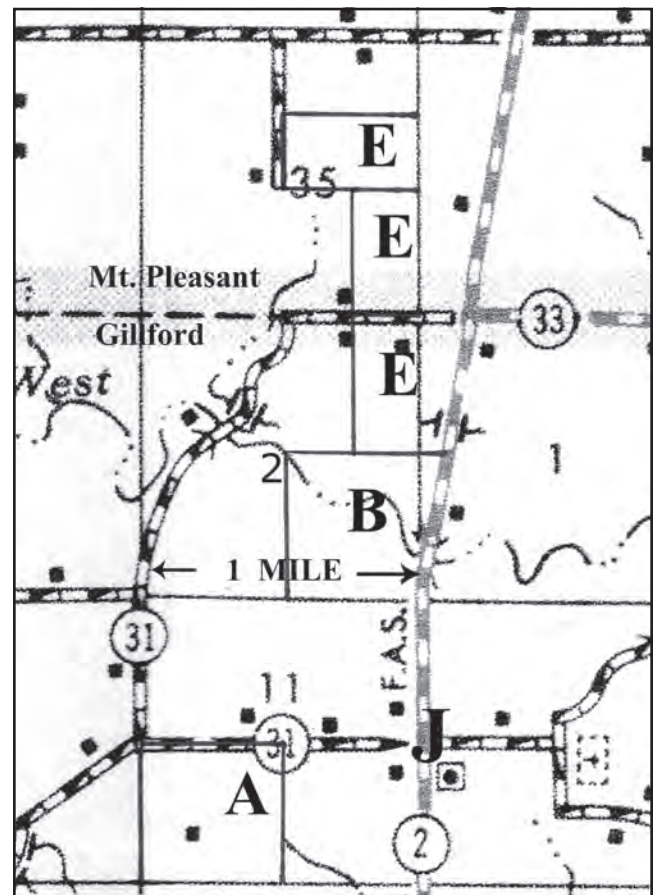 E
35
E
Mt. Pleasant
Gillford
33
West
E
1
2
B
1 MILE
31
F.A.S.
11
31
J
A
2